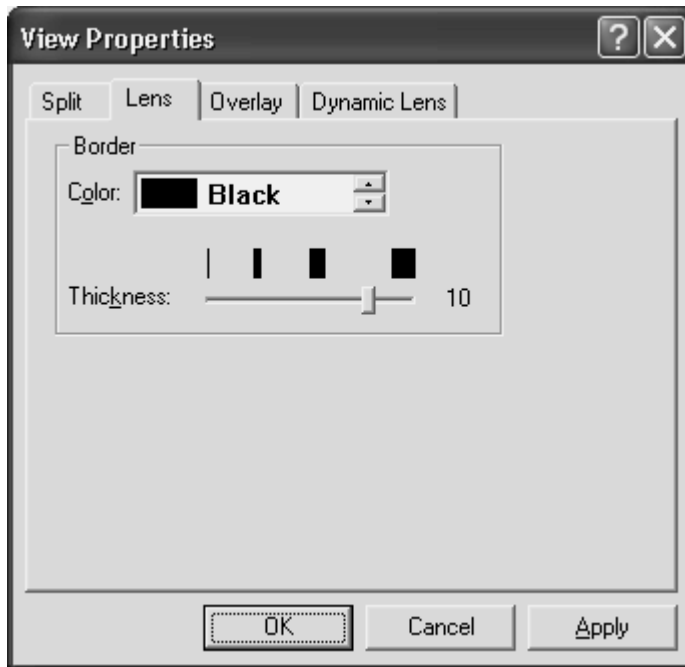 View Properties ?
Split Lens Overlay Dynamic Lens
Border
Color: Black
Thickness: 10
OK Cancel Apply